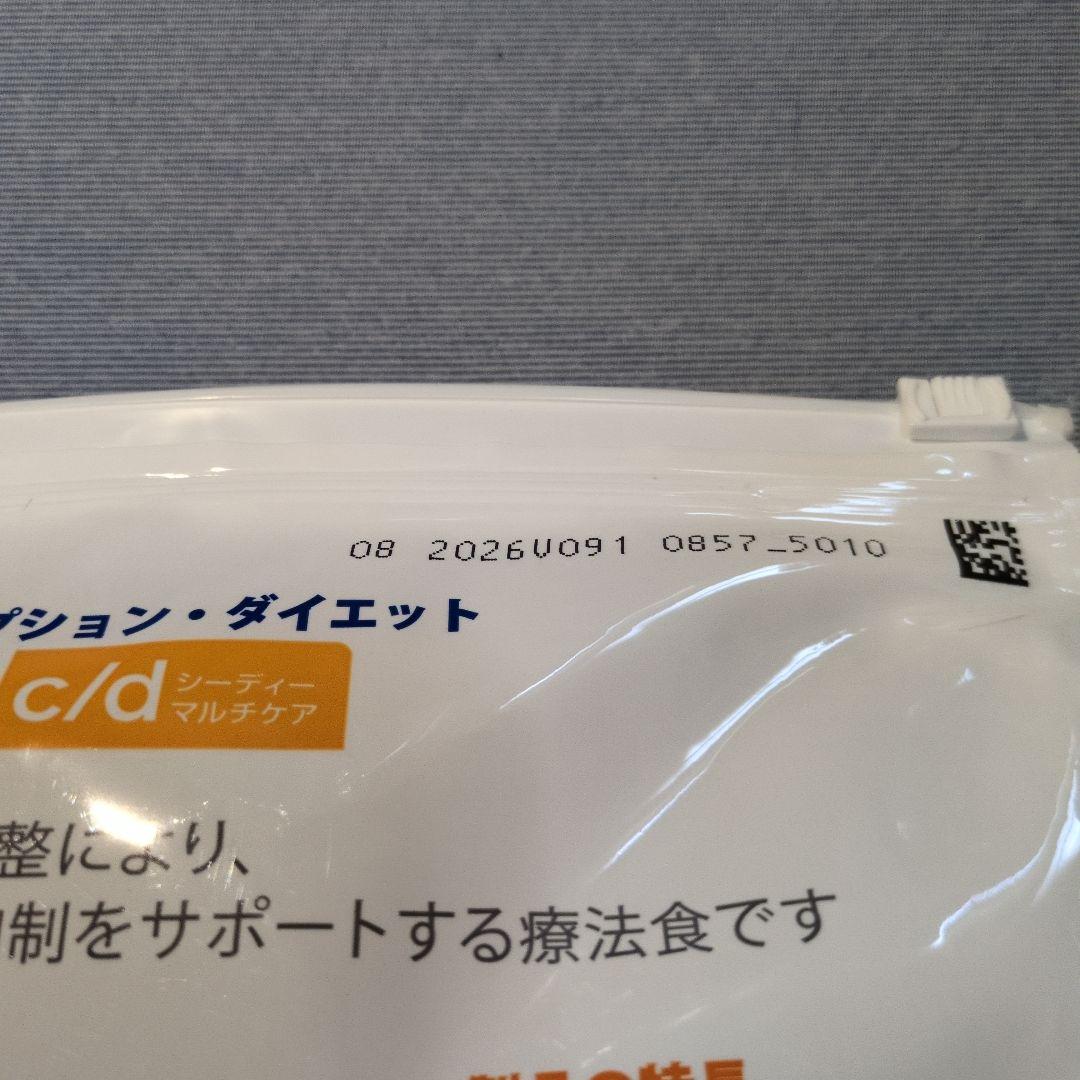 08 2026V091 0857_5010
プション・ダイエット
c/d シーディー
マルチケア
整により、
制をサポートする療法食です